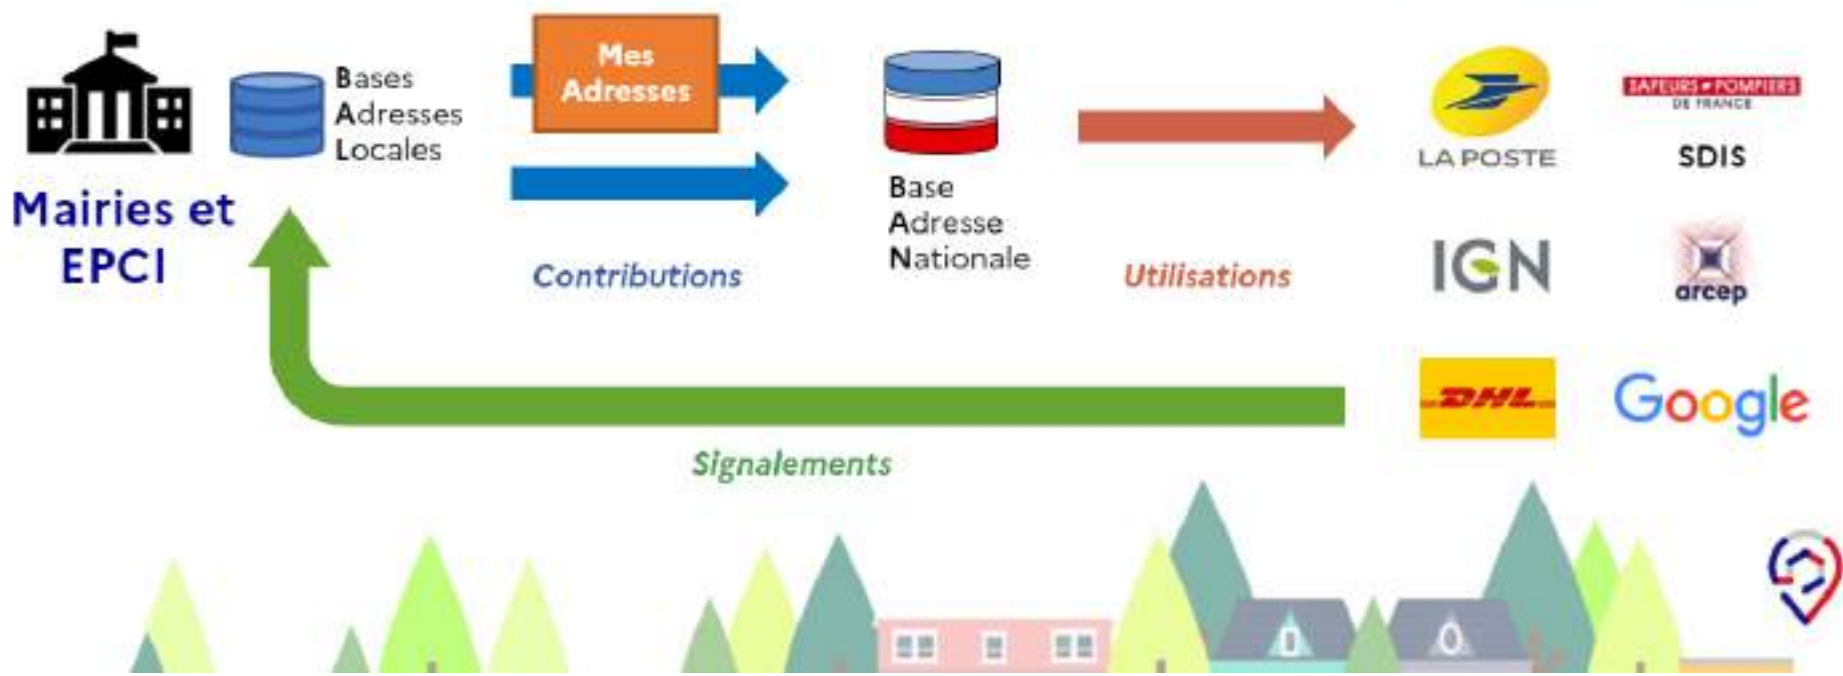 Mairies et
EPCI
Bases
Adresses
Locales
Mes
Adresses
Contributions
Base
Adresse
Nationale
Utilisations
LA POSTE
SAPEURS-POMPIERS
DE FRANCE
SDIS
IGN
arcep
DHL
Google
Signalements